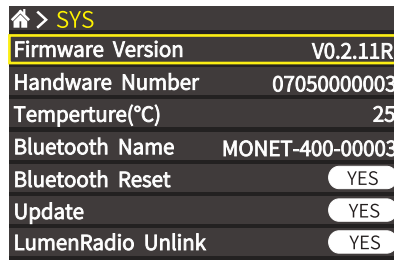 > SYS
Firmware Version V0.2.11R
Handware Number 07050000003
Temperture(°C) 25
Bluetooth Name MONET-400-00003
Bluetooth Reset YES
Update YES
LumenRadio Unlink YES